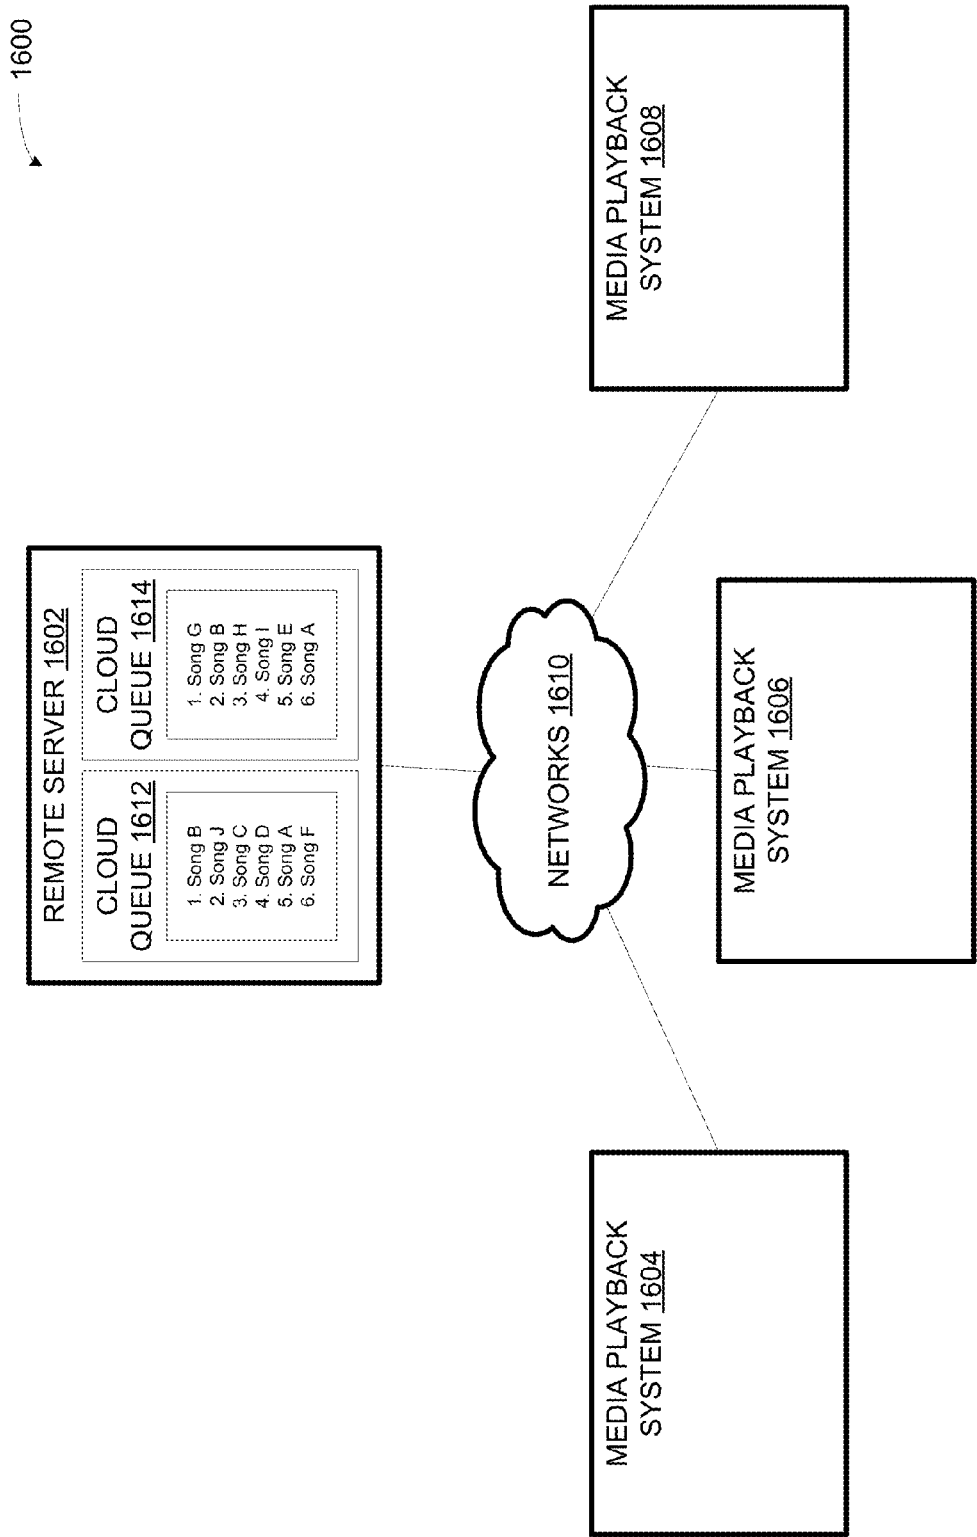 1600
REMOTE SERVER 1602
CLOUD
QUEUE 1612
1. Song B
2. Song J
3. Song C
4. Song D
5. Song A
6. Song F
CLOUD
QUEUE 1614
1. Song G
2. Song B
3. Song H
4. Song I
5. Song E
6. Song A
NETWORKS 1610
MEDIA PLAYBACK
SYSTEM 1604
MEDIA PLAYBACK
SYSTEM 1606
MEDIA PLAYBACK
SYSTEM 1608